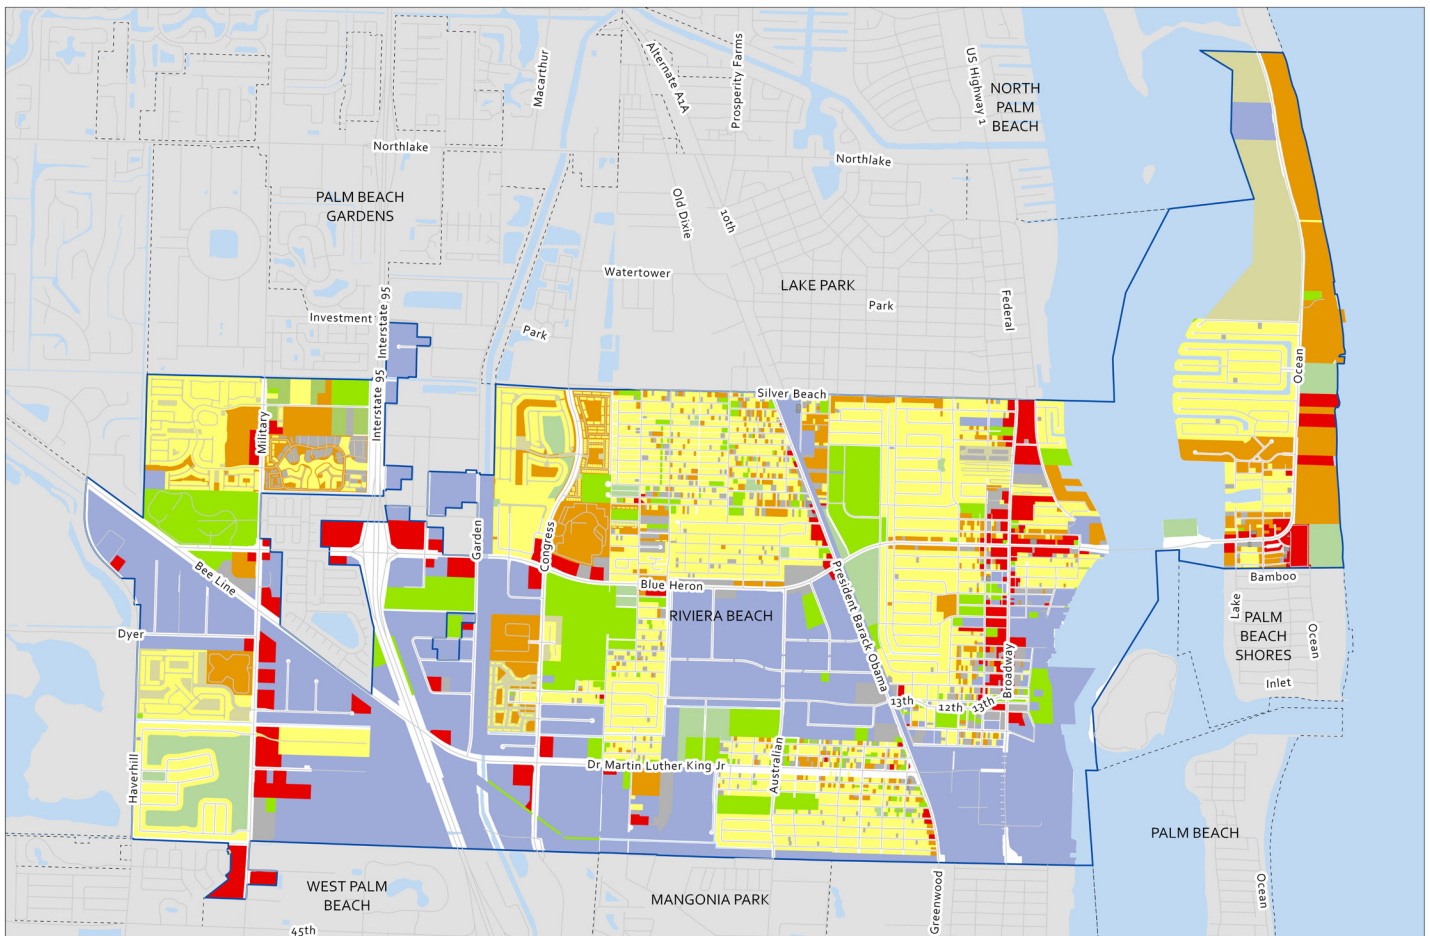 Macarthur
Alternate A1A
Prosperity Farms
US Highway 1
NORTH
PALM
BEACH
Northlake
Northlake
PALM BEACH
GARDENS
Old Dixie
10th
Watertower
LAKE PARK
Park
Federal
Investment
Interstate 95
Park
Ocean
Interstate 95
Silver Beach
Military
Garden
Congress
Bee Line
Blue Heron
RIVIERA BEACH
President Barack Obama
Bamboo
Lake
PALM
BEACH
SHORES
Ocean
Inlet
Dyer
Broadway
13th
12th
13th
Haverhill
Dr Martin Luther King Jr
Australian
PALM BEACH
WEST PALM
BEACH
MANGONIA PARK
Greenwood
Ocean
45th